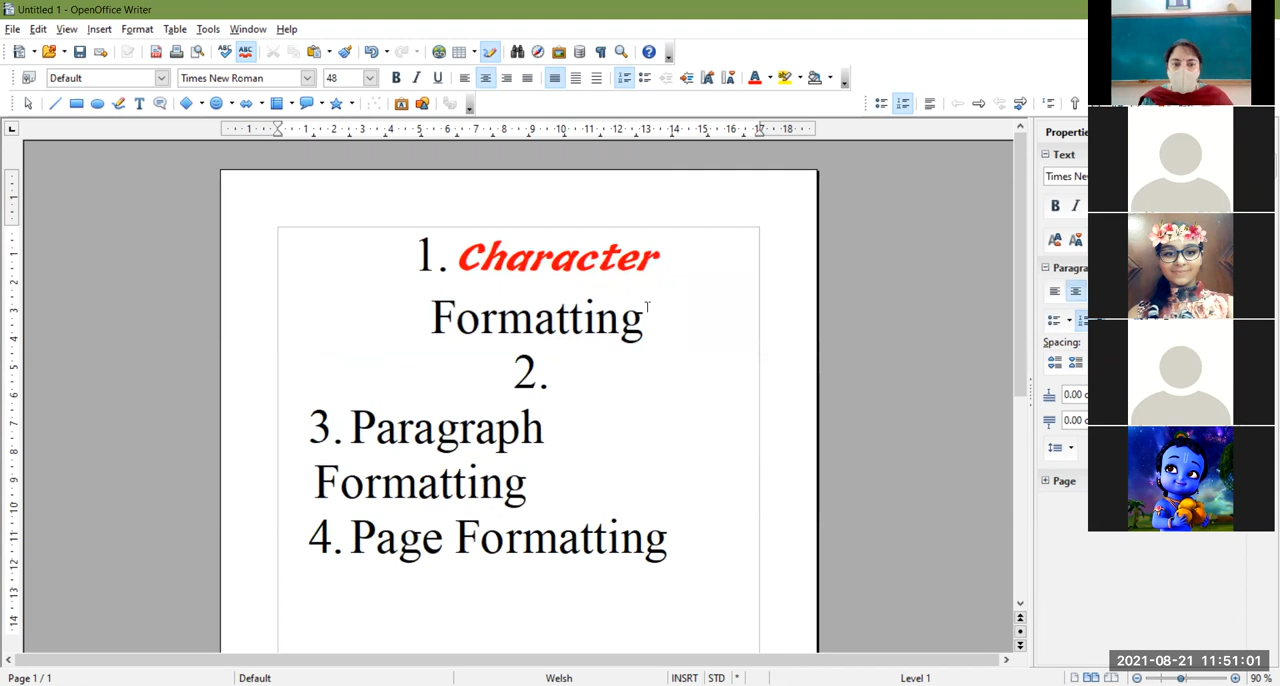 Untitled 1 - OpenOffice Writer
File Edit View Insert Format Table Tools Window Help
Default Times New Roman 48
Properties
Text
Times New
1. Character
Formatting
2.
3. Paragraph
Formatting
4. Page Formatting
Paragra
Spacing:
0.00 c
0.00 c
Page
2021-08-21 11:51:01
Page 1 / 1 Default Welsh INSRT STD * Level 1 90 %